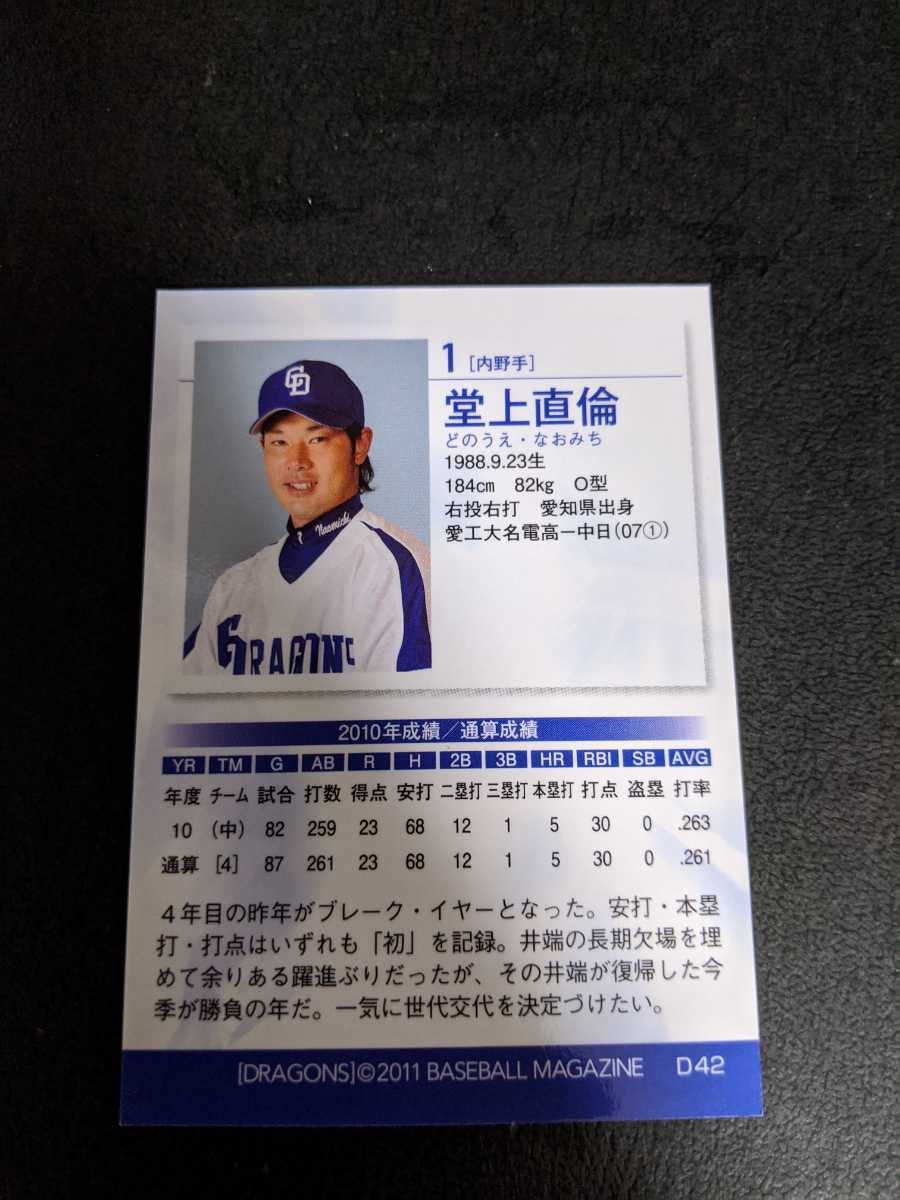 1 [内野手]
堂上直倫
どのうえ・なおみち
1988.9.23生
184㎝ 82kg O型
右投右打 愛知県出身
愛工大名電高ー中日(07①)
CD
Naomichi
DRAGONS
2010年成績／通算成績
YR TM G AB R H 2B 3B HR RBI SB AVG
年度 チーム 試合 打数 得点 安打 二塁打 三塁打 本塁打 打点 盗塁 打率
10 (中) 82 259 23 68 12 1 5 30 0 .263
通算 [4] 87 261 23 68 12 1 5 30 0 .261
４年目の昨年がブレーク・イヤーとなった。安打・本塁
打・打点はいずれも「初」を記録。井端の長期欠場を埋
めて余りある躍進ぶりだったが、その井端が復帰した今
季が勝負の年だ。一気に世代交代を決定づけたい。
[DRAGONS]©2011 BASEBALL MAGAZINE D42